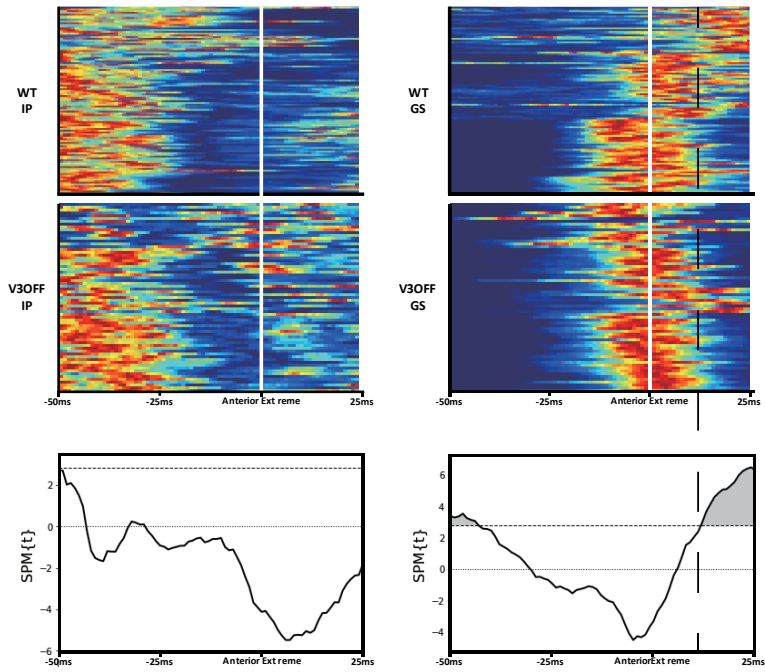 WT
IP
WT
GS
V3OFF
IP
V3OFF
GS
-50ms -25ms Anterior Ext reme 25ms
-50ms -25ms Anterior Ext reme 25ms
SPM{t}
2
0
−2
−4
−6
-50ms -25ms Anterior Ext reme 25ms
SPM{t}
6
4
2
0
−2
−4
-50ms -25ms Anterior Ext reme 25ms